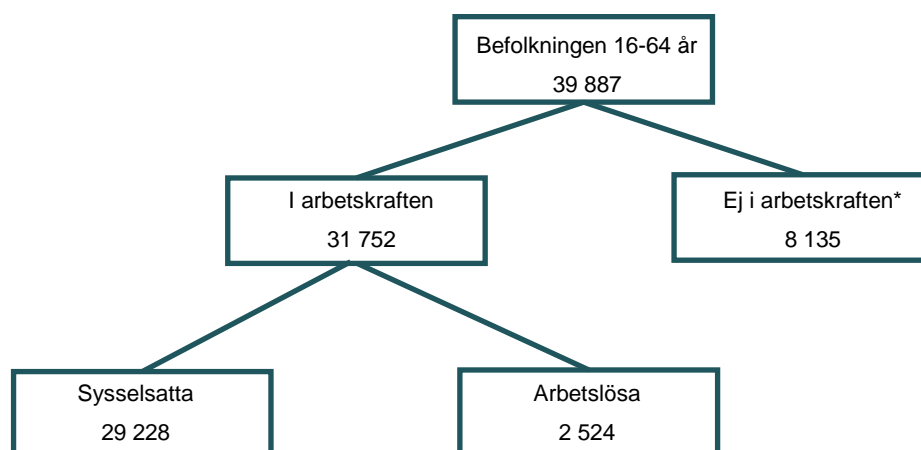 Befolkningen 16-64 år
39 887
I arbetskraften
31 752
Ej i arbetskraften*
8 135
Sysselsatta
29 228
Arbetslösa
2 524